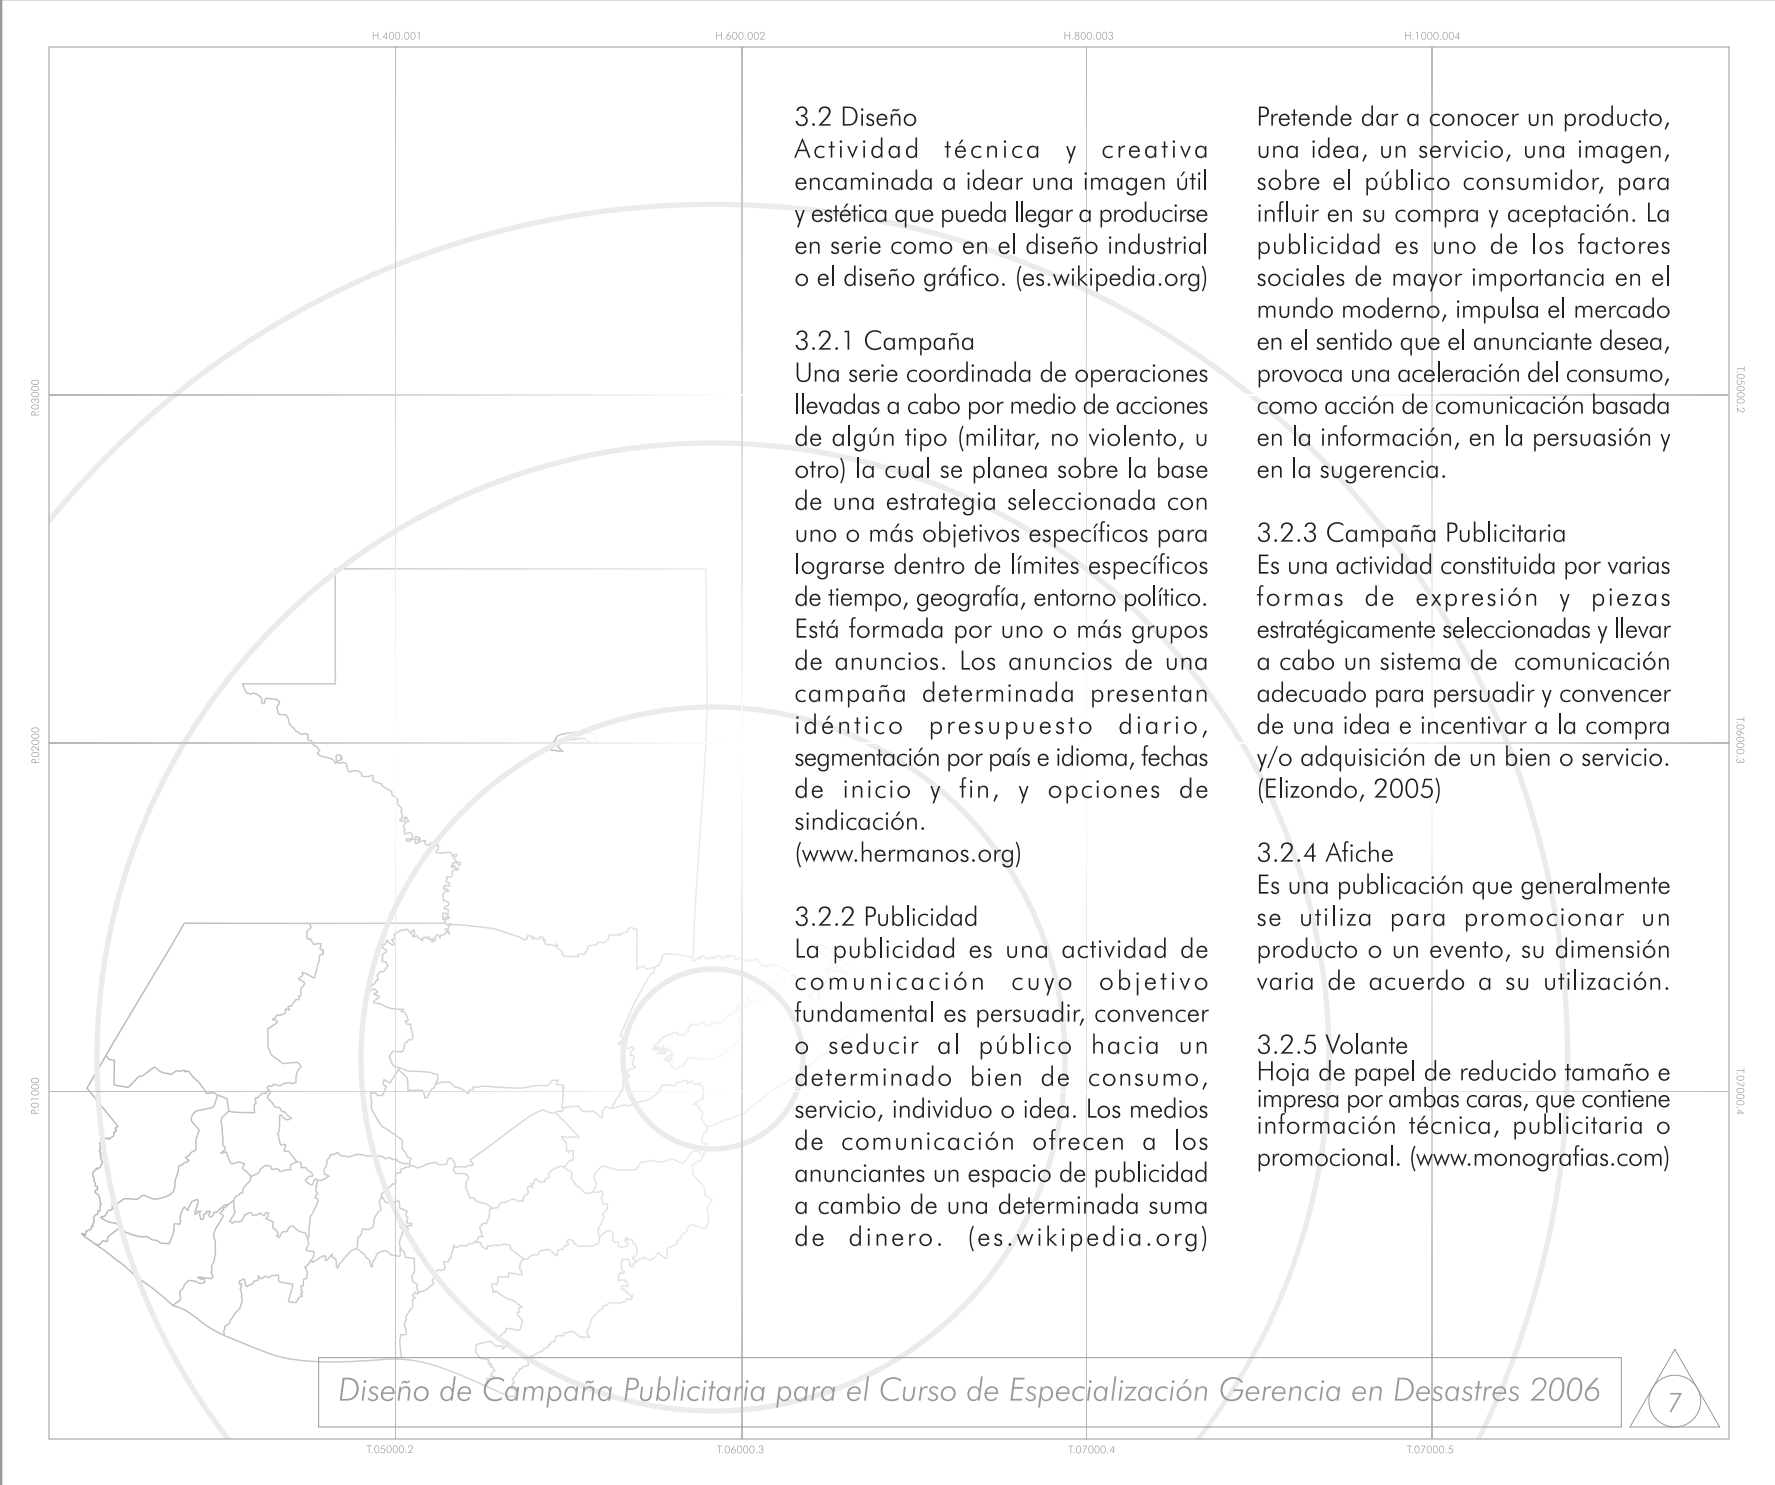 H.400.001
H.600.002
H.800.003
H.1000.004
3.2 Diseño
Actividad técnica y creativa
encaminada a idear una imagen útil
y estética que pueda llegar a producirse
en serie como en el diseño industrial
o el diseño gráfico. (es.wikipedia.org)
3.2.1 Campaña
Una serie coordinada de operaciones
llevadas a cabo por medio de acciones
de algún tipo (militar, no violento, u
otro) la cual se planea sobre la base
de una estrategia seleccionada con
uno o más objetivos específicos para
lograrse dentro de límites específicos
de tiempo, geografía, entorno político.
Está formada por uno o más grupos
de anuncios. Los anuncios de una
campaña determinada presentan
idéntico presupuesto diario,
segmentación por país e idioma, fechas
de inicio y fin, y opciones de
sindicación.
(www.hermanos.org)
3.2.2 Publicidad
La publicidad es una actividad de
comunicación cuyo objetivo
fundamental es persuadir, convencer
o seducir al público hacia un
determinado bien de consumo,
servicio, individuo o idea. Los medios
de comunicación ofrecen a los
anunciantes un espacio de publicidad
a cambio de una determinada suma
de dinero. (es.wikipedia.org)
Pretende dar a conocer un producto,
una idea, un servicio, una imagen,
sobre el público consumidor, para
influir en su compra y aceptación. La
publicidad es uno de los factores
sociales de mayor importancia en el
mundo moderno, impulsa el mercado
en el sentido que el anunciante desea,
provoca una aceleración del consumo,
como acción de comunicación basada
en la información, en la persuasión y
en la sugerencia.
3.2.3 Campaña Publicitaria
Es una actividad constituida por varias
formas de expresión y piezas
estratégicamente seleccionadas y llevar
a cabo un sistema de comunicación
adecuado para persuadir y convencer
de una idea e incentivar a la compra
y/o adquisición de un bien o servicio.
(Elizondo, 2005)
3.2.4 Afiche
Es una publicación que generalmente
se utiliza para promocionar un
producto o un evento, su dimensión
varia de acuerdo a su utilización.
3.2.5 Volante
Hoja de papel de reducido tamaño e
impresa por ambas caras, que contiene
información técnica, publicitaria o
promocional. (www.monografias.com)
P.03000
P.02000
P.01000
T.05000.2
T.06000.3
T.07000.4
Diseño de Campaña Publicitaria para el Curso de Especialización Gerencia en Desastres 2006
7
T.05000.2
T.06000.3
T.07000.4
T.07000.5